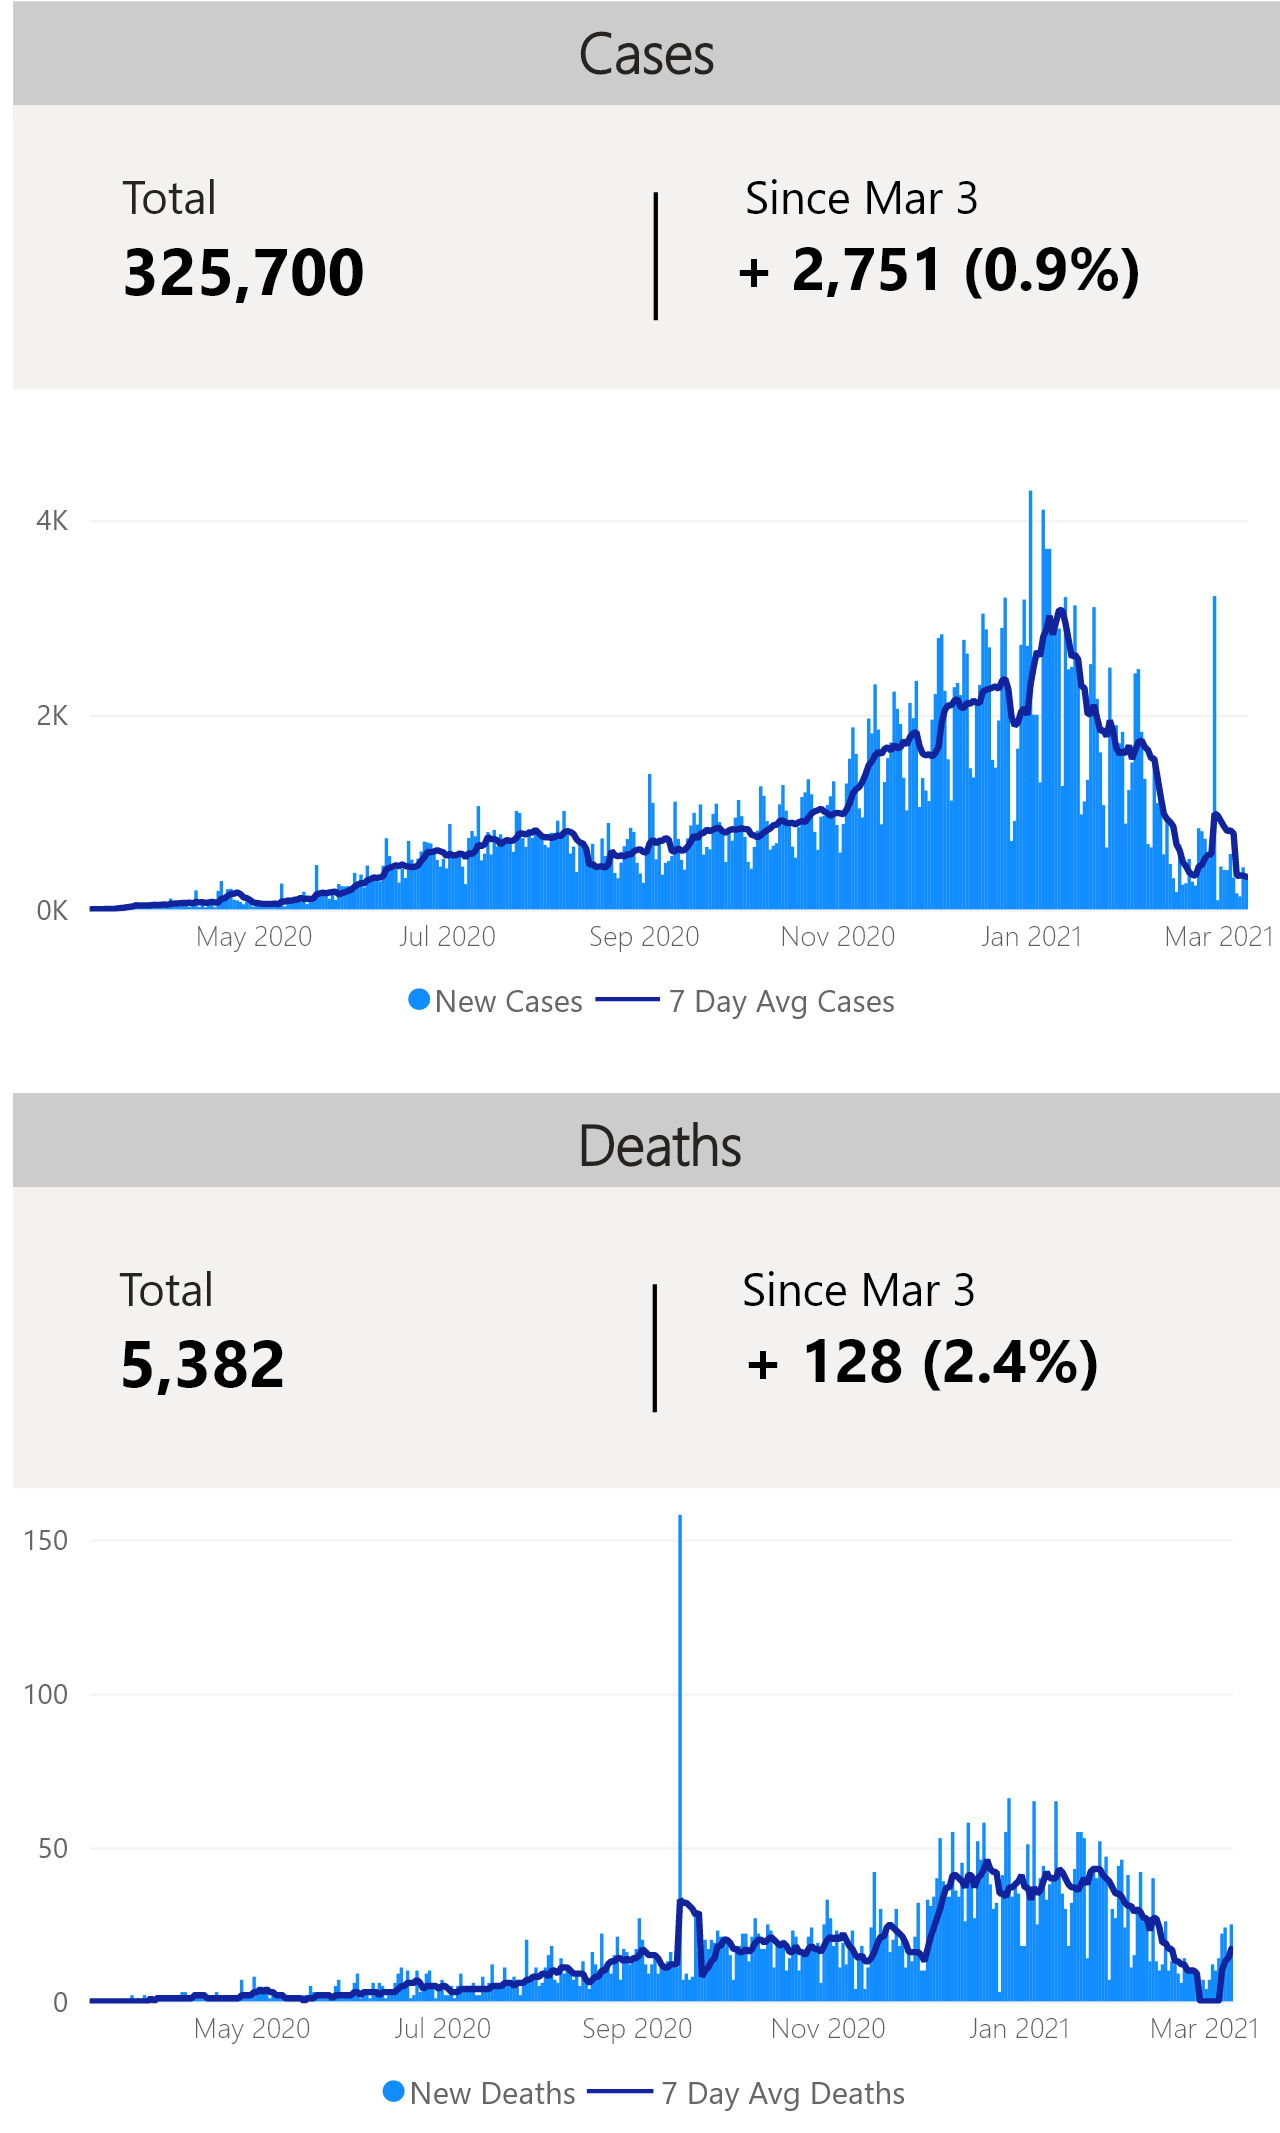 Cases
Total
Since Mar 3
325,700
+ 2,751 (0.9%)
4K
2K
0K
May 2020
Jul 2020
Sep 2020
Nov 2020
Jan 2021
Mar 2021
New Cases
7 Day Avg Cases
Deaths
Total
Since Mar 3
5,382
+ 128 (2.4%)
150
100
50
0
May 2020
Jul 2020
Sep 2020
Nov 2020
Jan 2021
Mar 2021
New Deaths
7 Day Avg Deaths